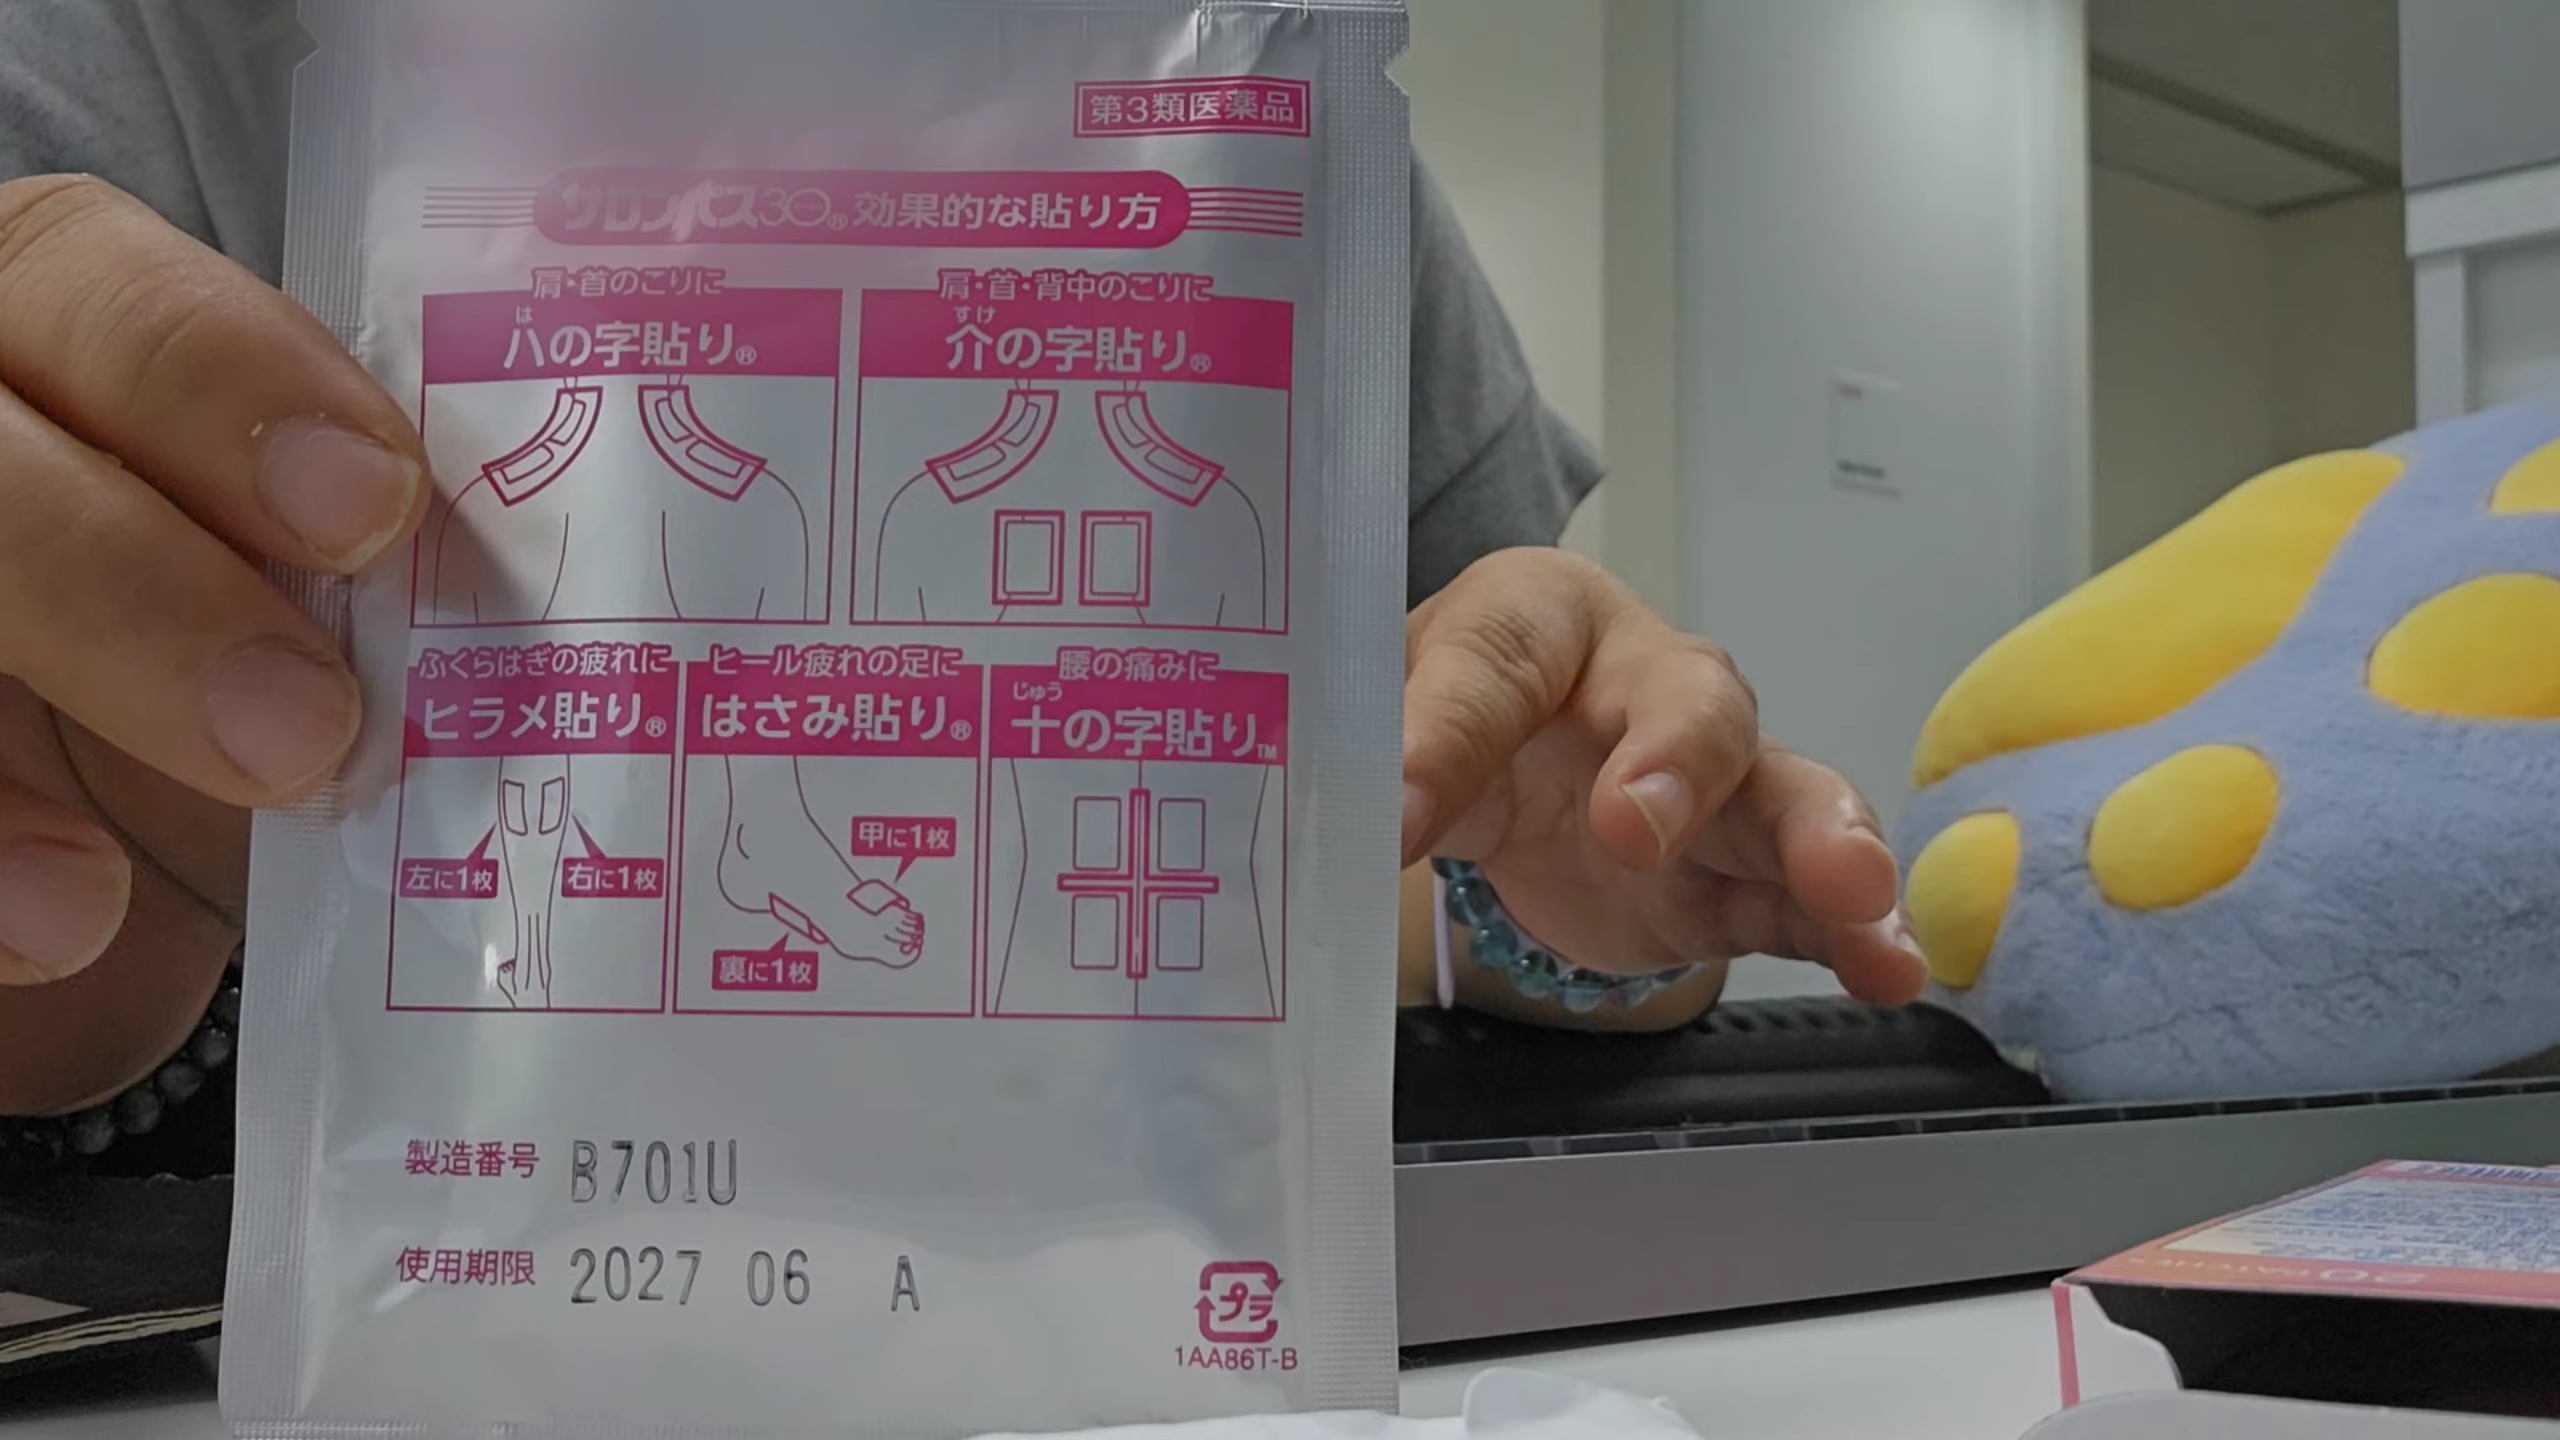 第3類医薬品
サロンパス30®効果的な貼り方
肩・首のこりに
は
ハの字貼り®
肩・首・背中のこりに
すけ
介の字貼り®
ふくらはぎの疲れに
ヒラメ貼り®
左に1枚
右に1枚
ヒール疲れの足に
はさみ貼り®
甲に1枚
裏に1枚
腰の痛みに
じゅう
十の字貼り™
製造番号 B701U
使用期限 2027 06 A
プラ
1AA86T-B
20 PATCHES